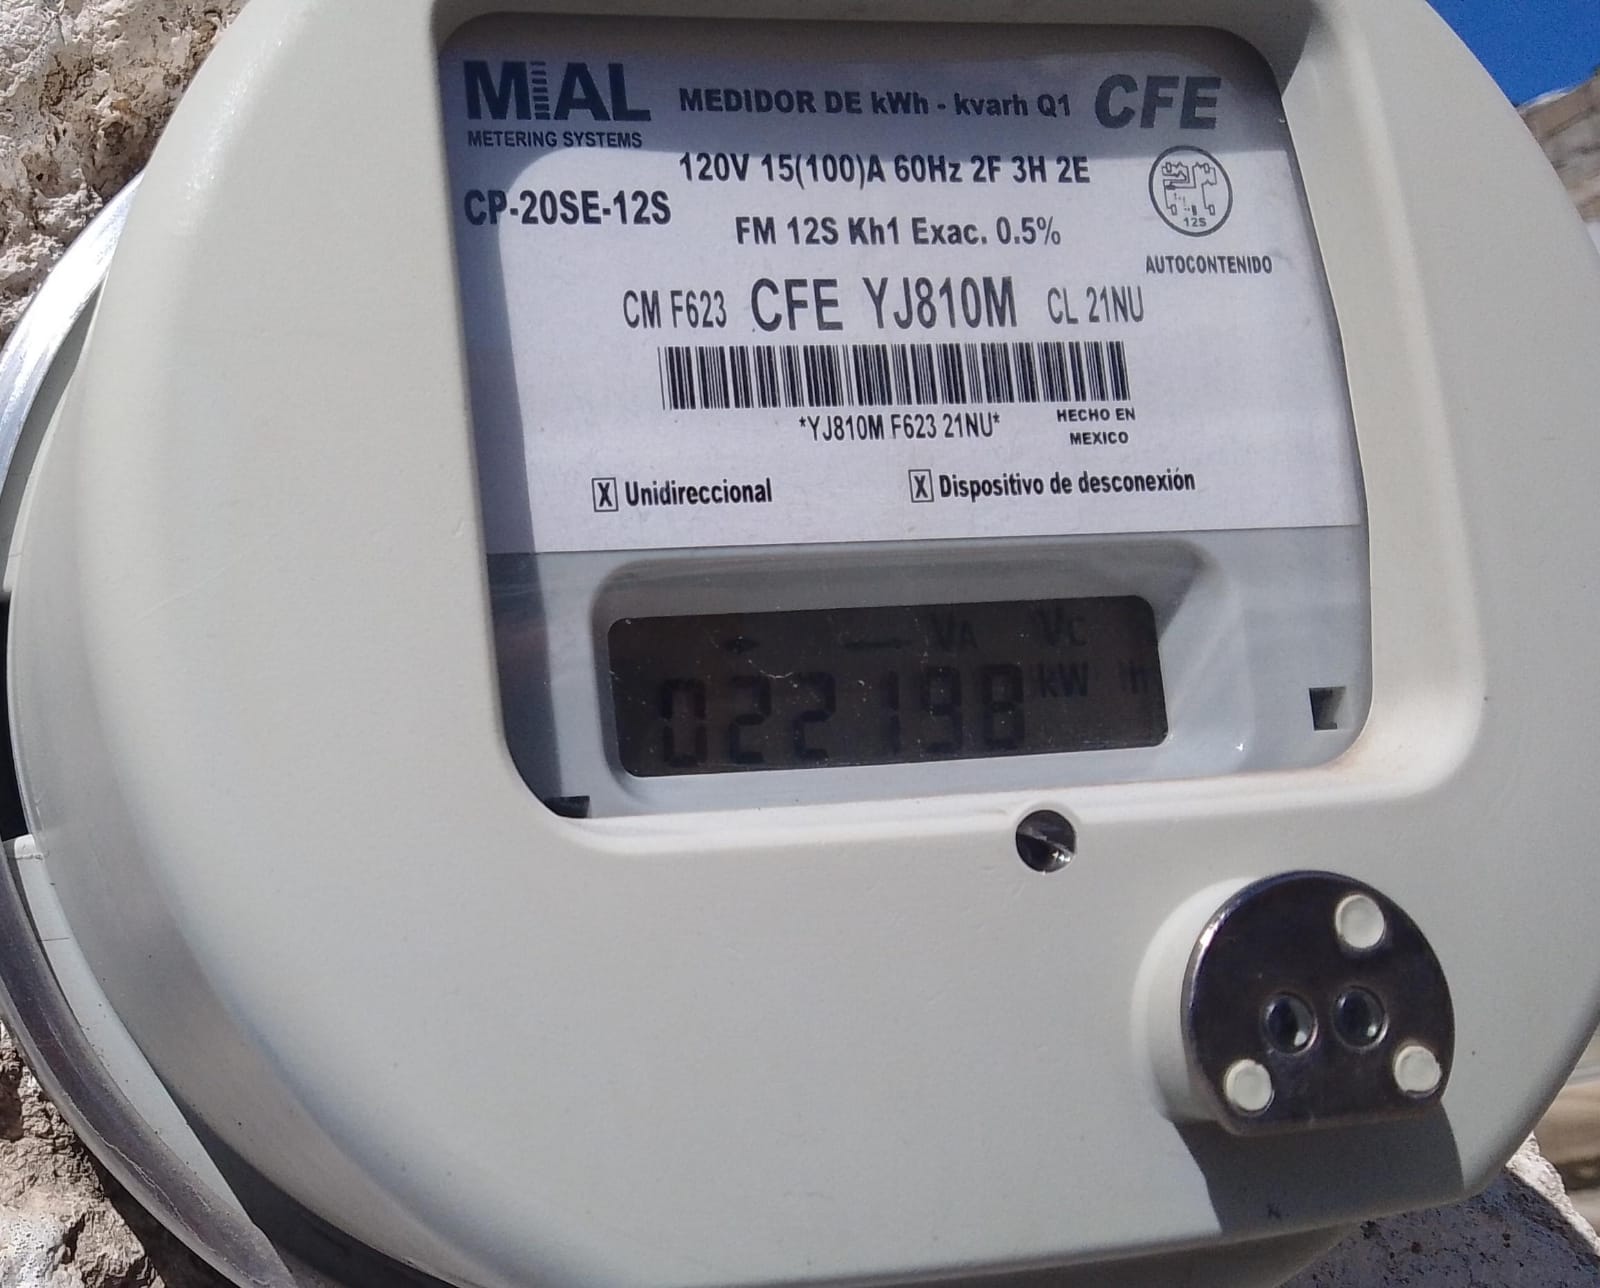 MIAL MEDIDOR DE kWh - kvarh Q1 CFE
METERING SYSTEMS
120V 15(100)A 60Hz 2F 3H 2E
CP-20SE-12S
FM 12S Kh1 Exac. 0.5%
12S
AUTOCONTENIDO
CM F623 CFE YJ810M CL 21NU
*YJ810M F623 21NU*
HECHO EN
MEXICO
X Unidireccional X Dispositivo de desconexión
VA VC
022198 kW h